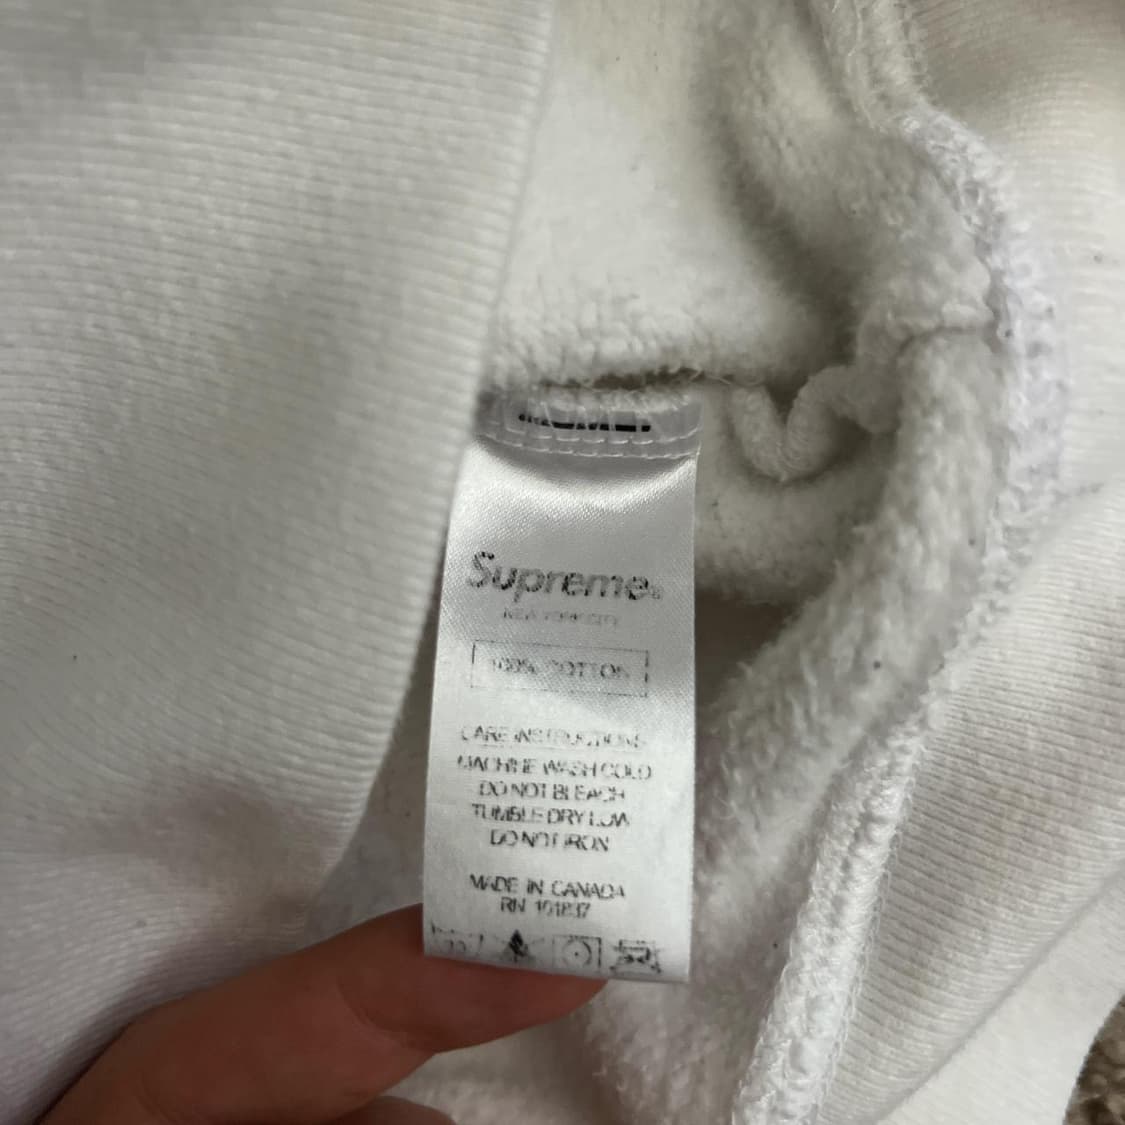 Supreme®
NEW YORK CITY
100% COTTON
CARE INSTRUCTIONS
MACHINE WASH COLD
DO NOT BLEACH
TUMBLE DRY LOW
DO NOT IRON
MADE IN CANADA
RN 101837